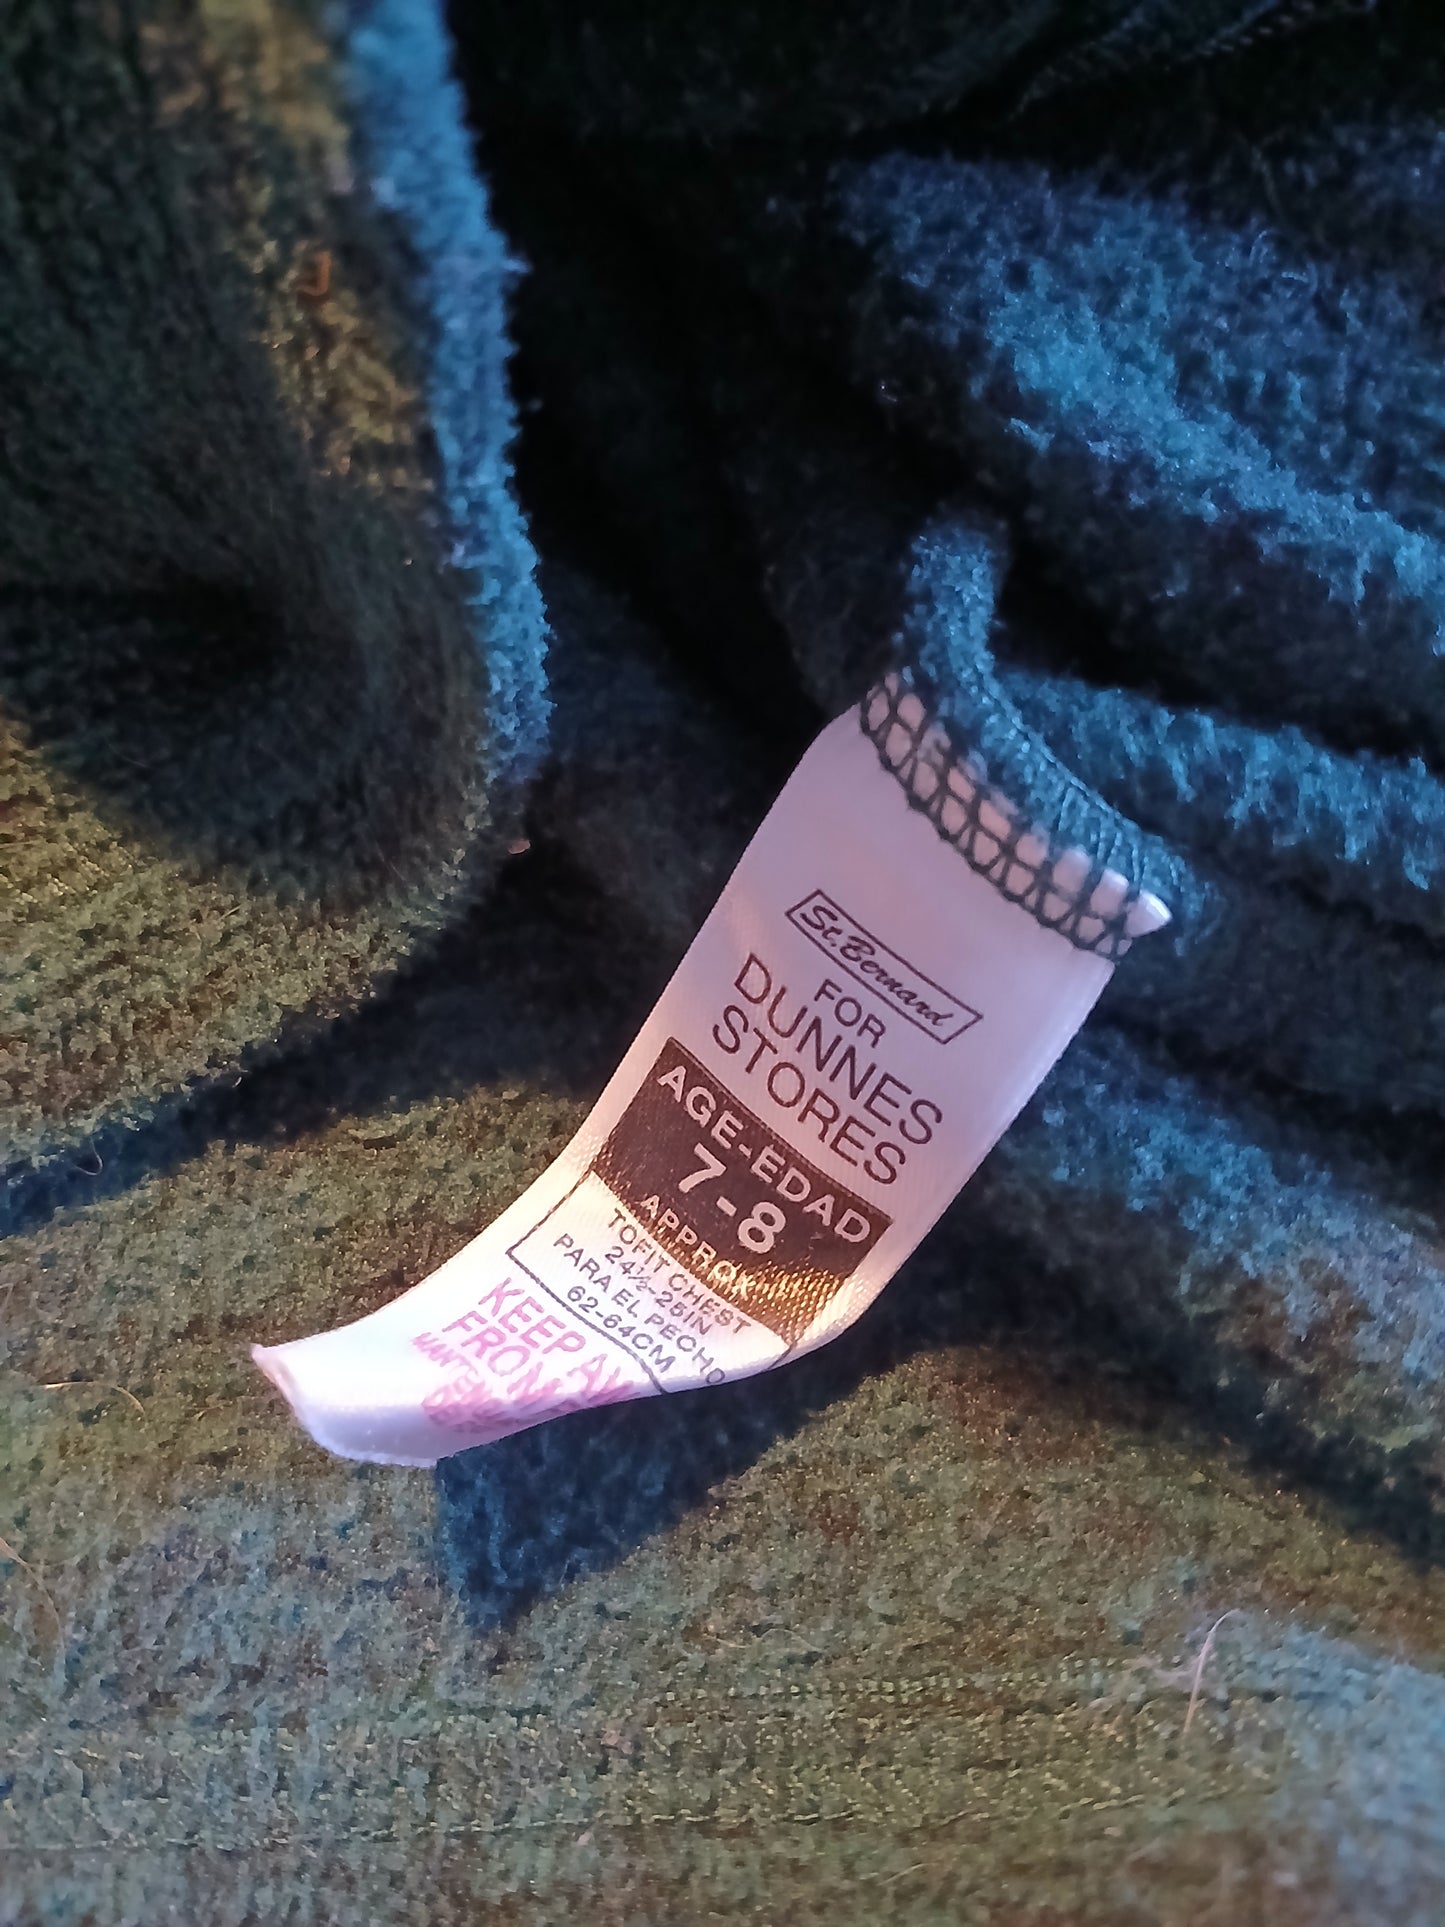 St. Bernard
FOR
DUNNES
STORES
AGE-EDAD
7-8
APPROX
TO FIT CHEST
24½-25IN
PARA EL PECHO
62-64CM
KEEP
FROM